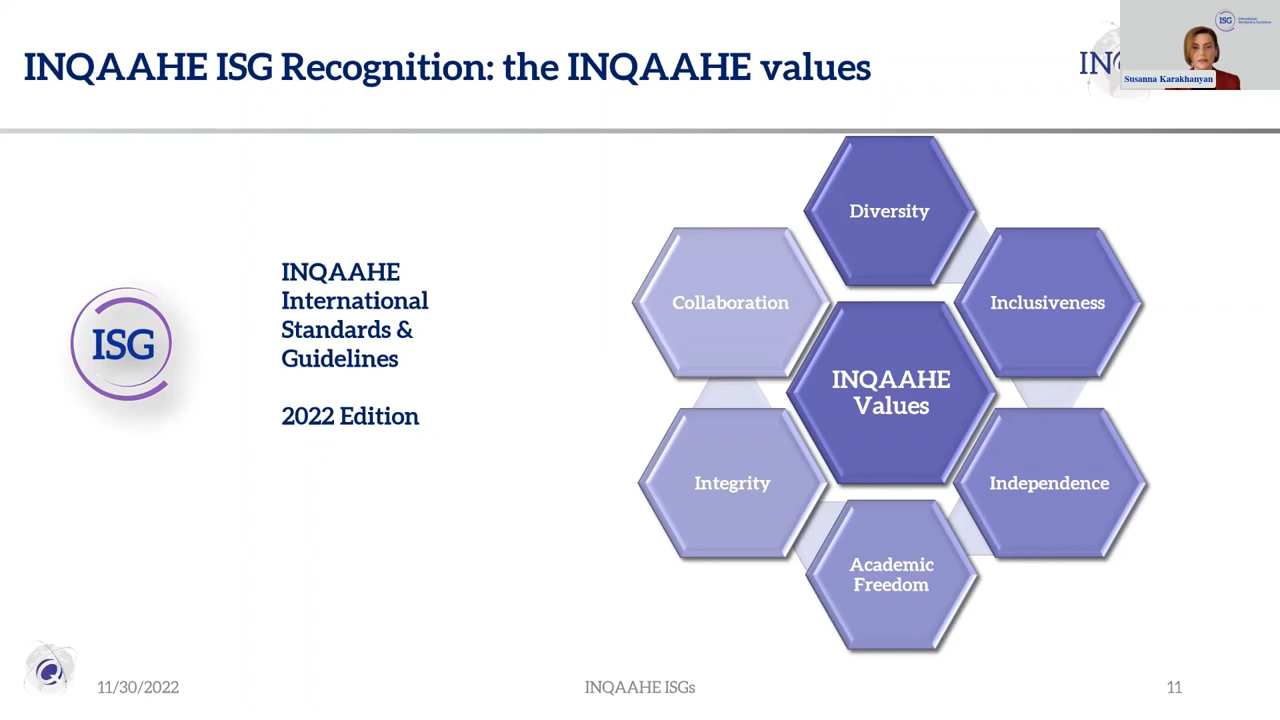 INQAAHE ISG Recognition: the INQAAHE values
ISG
Susanna Karakhanyan
ISG
INQAAHE
International
Standards &
Guidelines
2022 Edition
Diversity
Collaboration
Inclusiveness
INQAAHE
Values
Integrity
Independence
Academic
Freedom
11/30/2022
INQAAHE ISGs
11